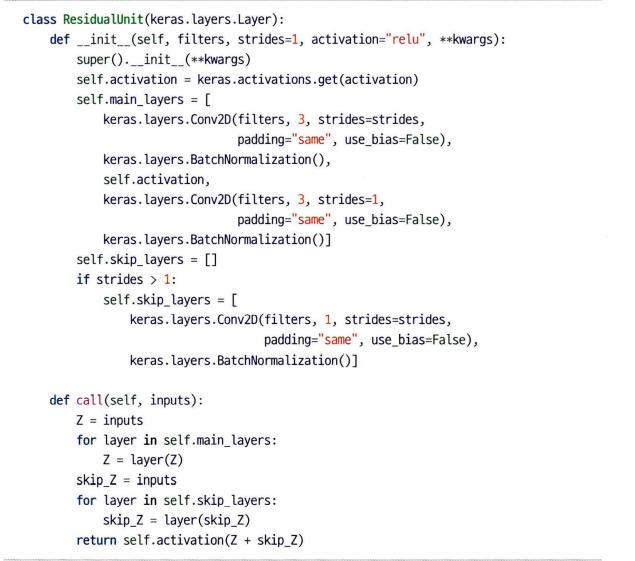 class ResidualUnit(keras.layers.Layer):
    def __init__(self, filters, strides=1, activation="relu", **kwargs):
        super().__init__(**kwargs)
        self.activation = keras.activations.get(activation)
        self.main_layers = [
            keras.layers.Conv2D(filters, 3, strides=strides,
                                padding="same", use_bias=False),
            keras.layers.BatchNormalization(),
            self.activation,
            keras.layers.Conv2D(filters, 3, strides=1,
                                padding="same", use_bias=False),
            keras.layers.BatchNormalization()]
        self.skip_layers = []
        if strides > 1:
            self.skip_layers = [
                keras.layers.Conv2D(filters, 1, strides=strides,
                                    padding="same", use_bias=False),
                keras.layers.BatchNormalization()]

    def call(self, inputs):
        Z = inputs
        for layer in self.main_layers:
            Z = layer(Z)
        skip_Z = inputs
        for layer in self.skip_layers:
            skip_Z = layer(skip_Z)
        return self.activation(Z + skip_Z)